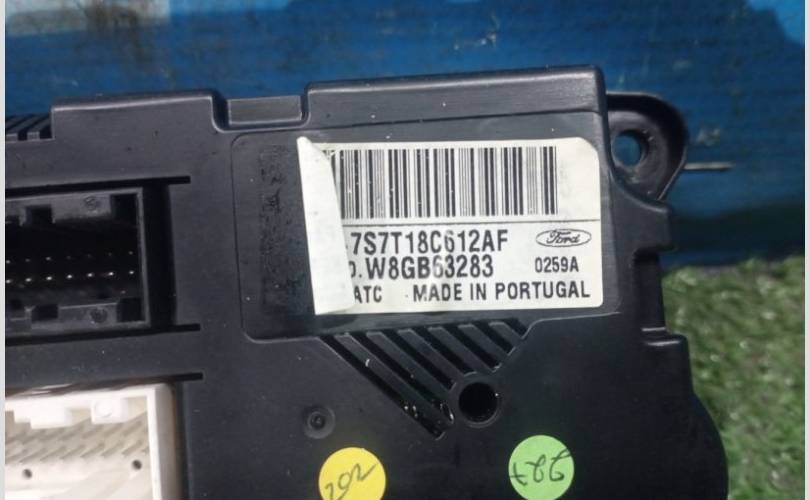 7S7T18C612AF Ford
.W8GB63283 0259A
ATC MADE IN PORTUGAL